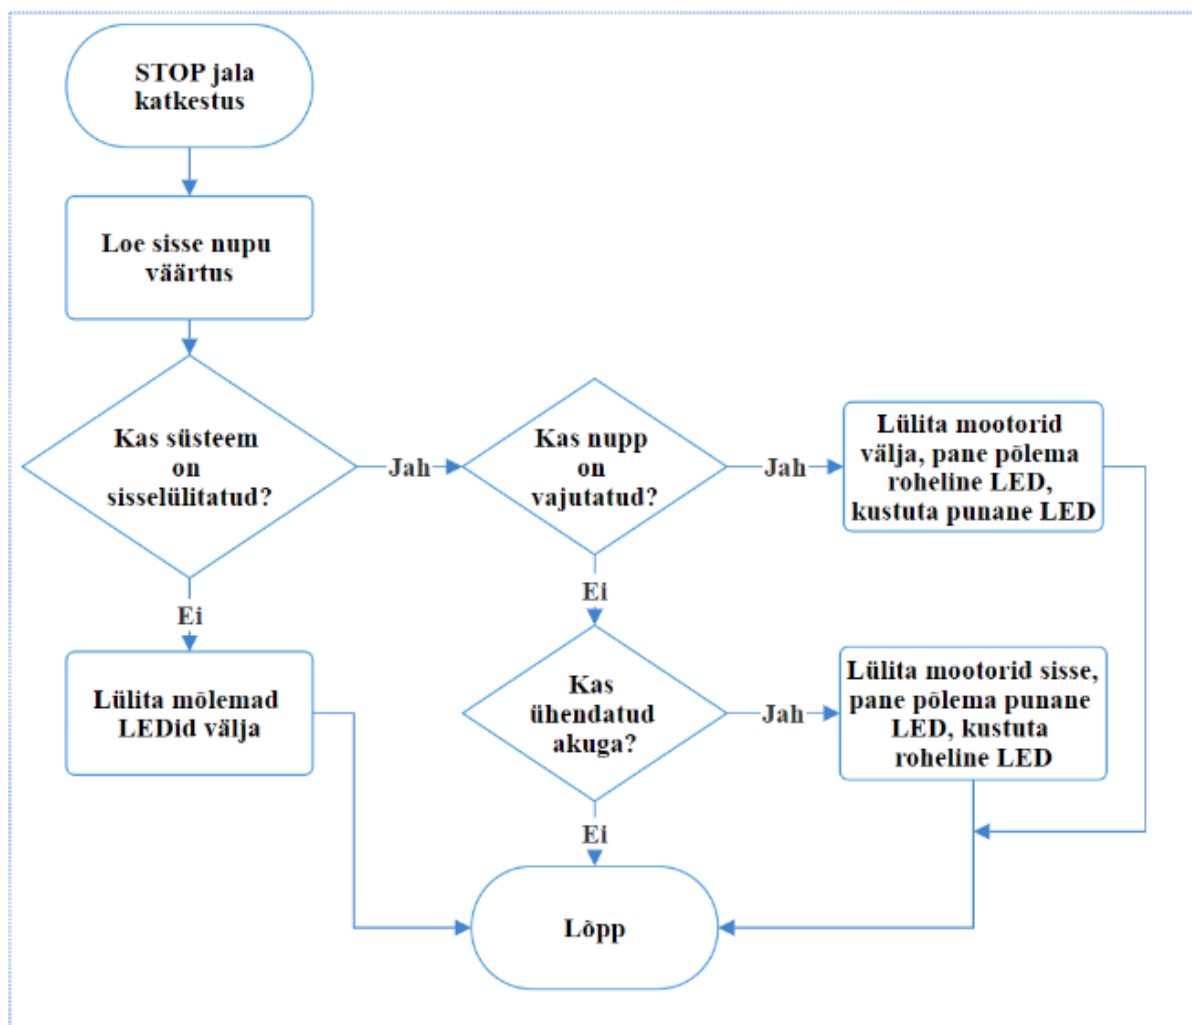 STOP jala
katkestus
Loe sisse nupu
väärtus
Kas süsteem
on
sisselülitatud?
Jah
Kas nupp
on
vajutatud?
Jah
Lülita mootorid
välja, pane põlema
roheline LED,
kustuta punane LED
Ei
Ei
Lülita mõlemad
LEDid välja
Kas
ühendatud
akuga?
Jah
Lülita mootorid sisse,
pane põlema punane
LED, kustuta
roheline LED
Ei
Lõpp